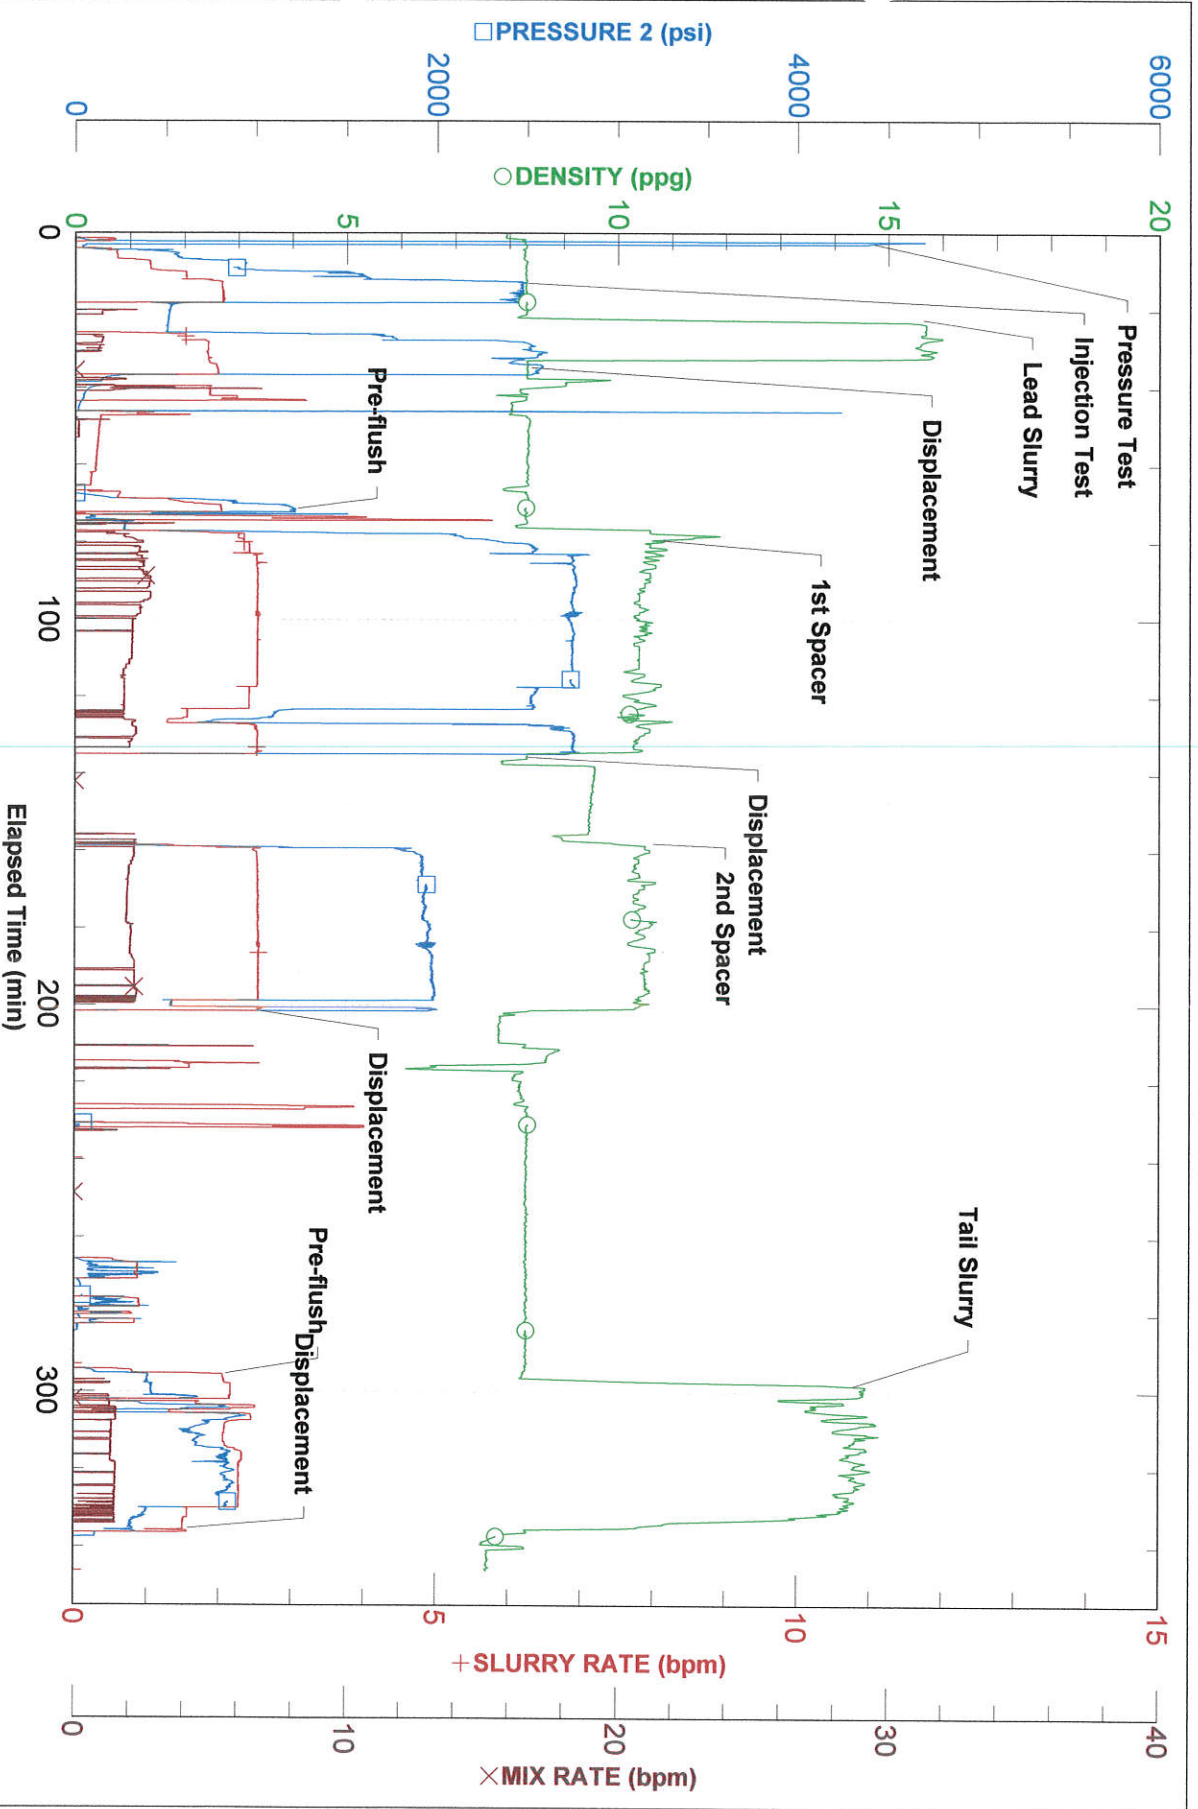 □PRESSURE 2 (psi)
0
2000
4000
6000
○DENSITY (ppg)
0
5
10
15
20
Pressure Test
Injection Test
Lead Slurry
Displacement
Pre-flush
1st Spacer
Displacement
2nd Spacer
Displacement
Tail Slurry
Pre-flush
Displacement
0
100
200
300
Elapsed Time (min)
0
5
10
15
+SLURRY RATE (bpm)
0
10
20
30
40
×MIX RATE (bpm)